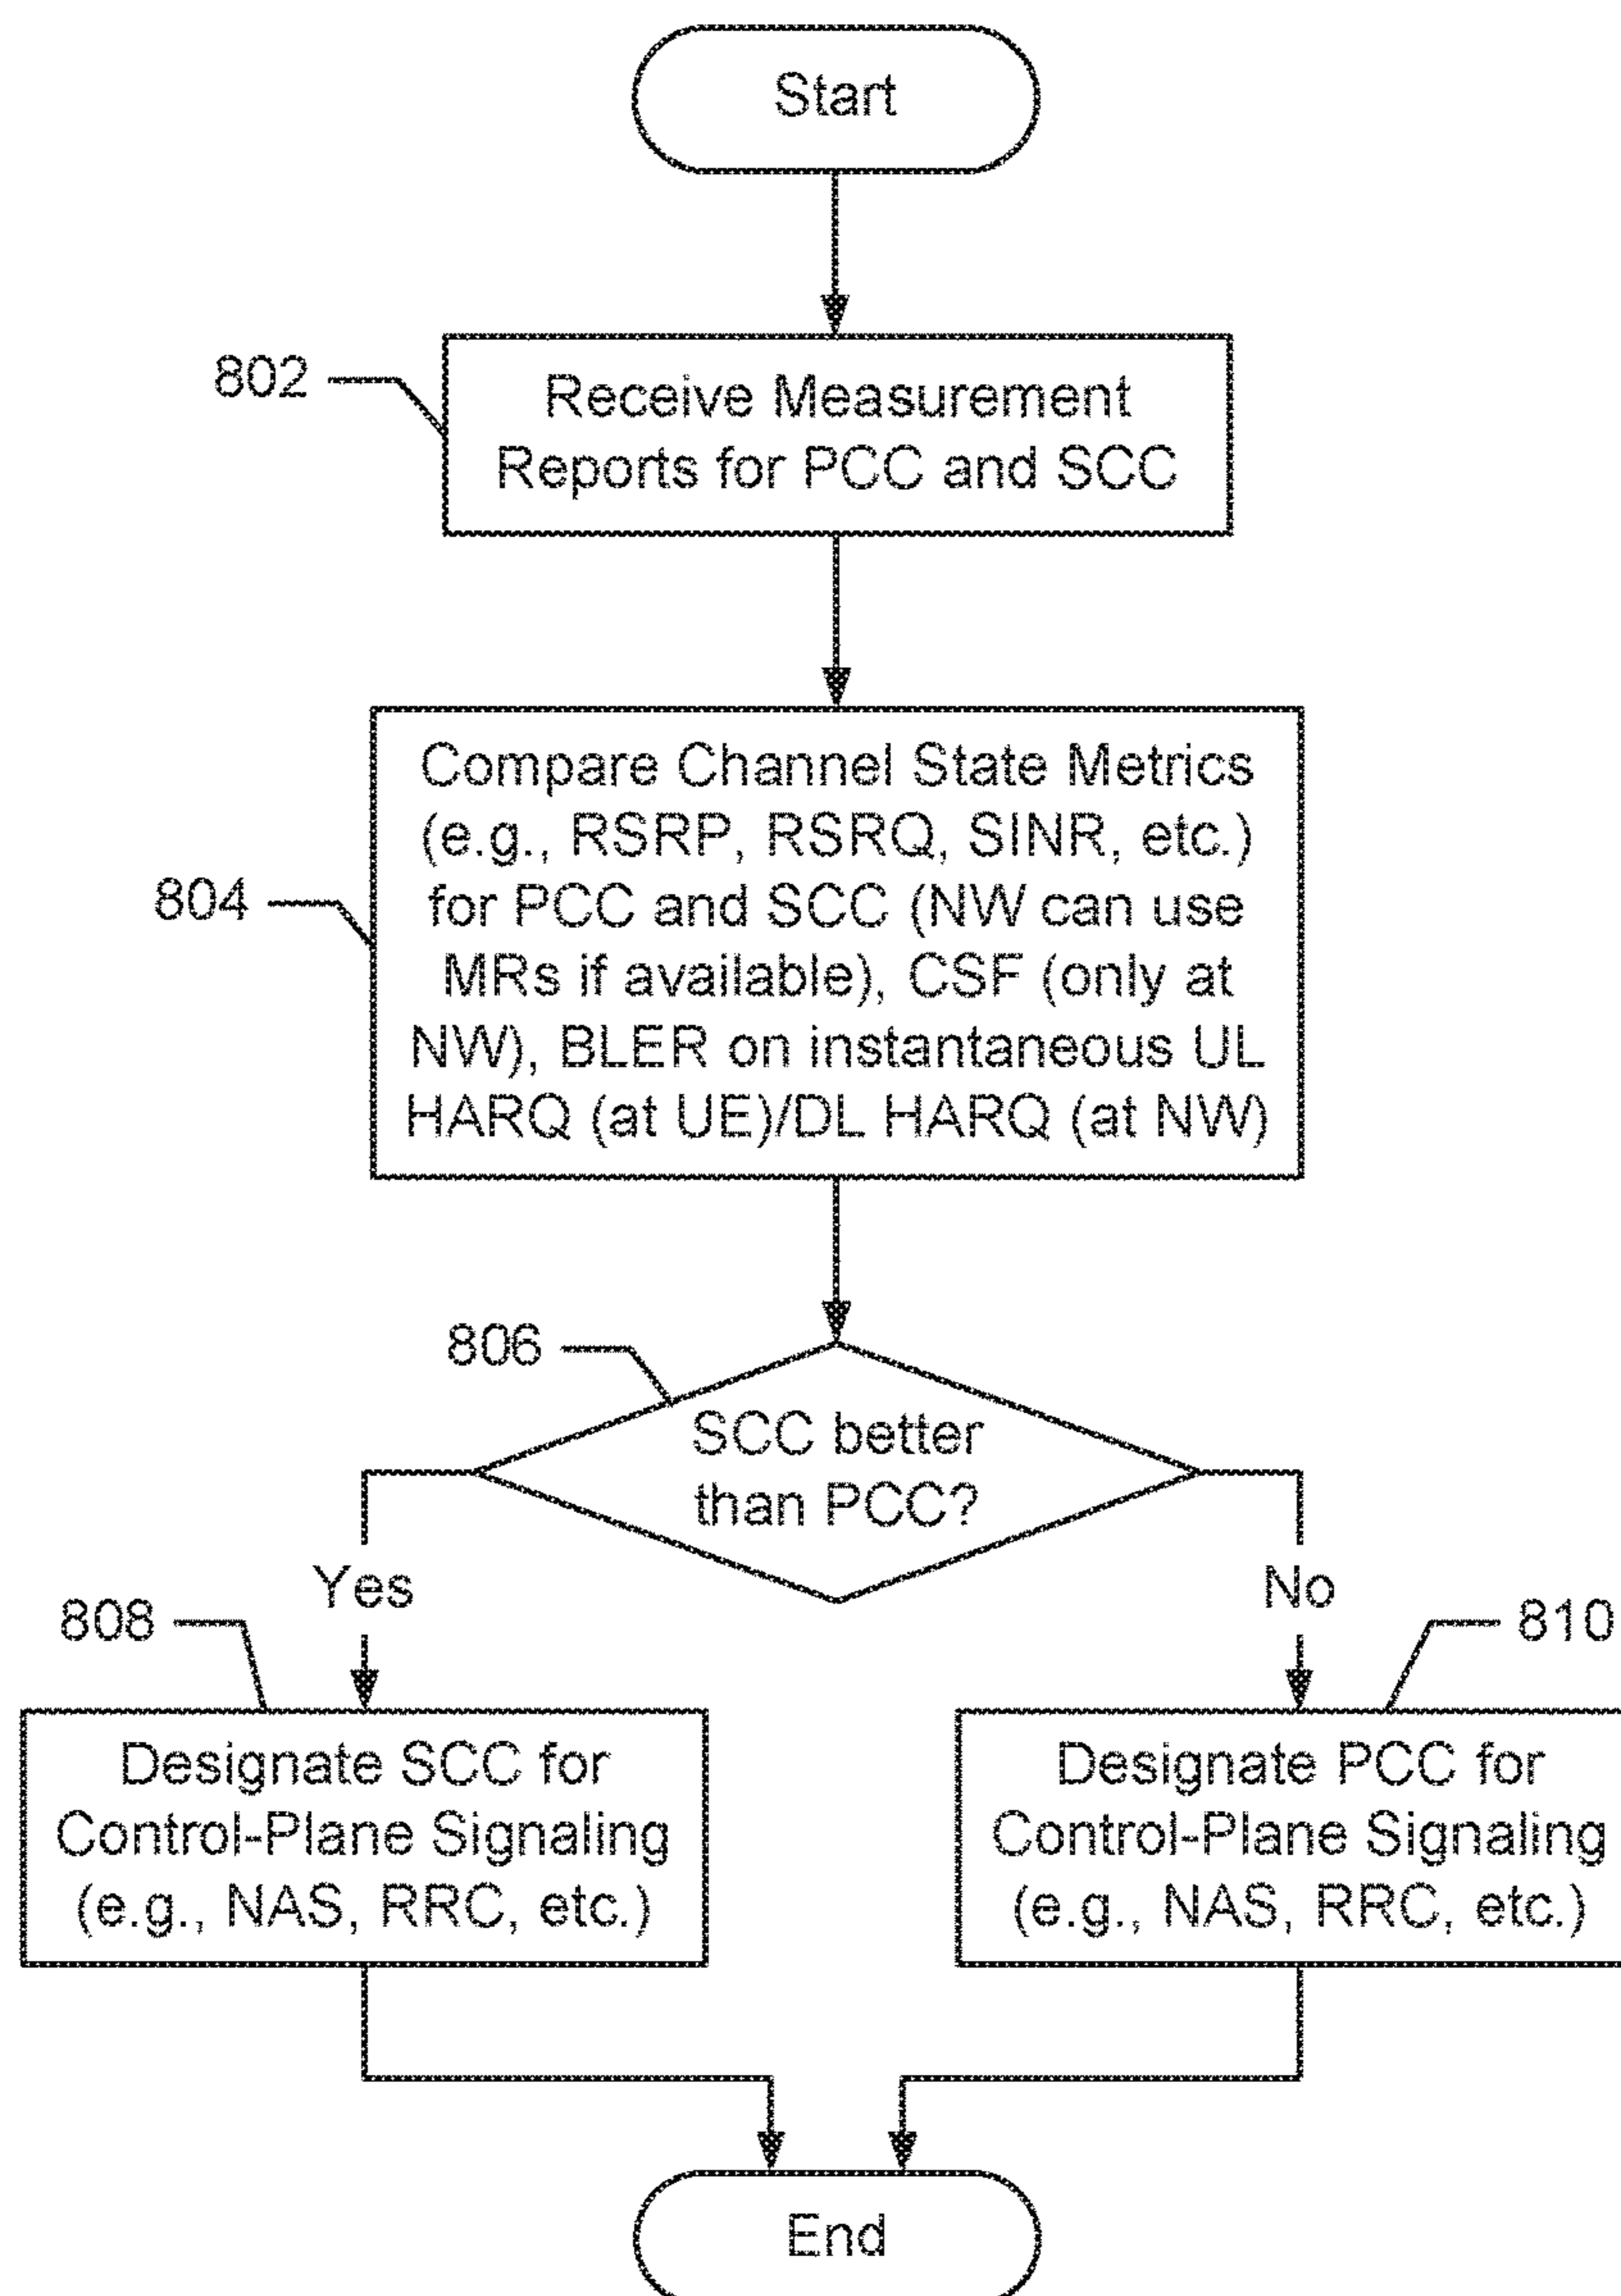 Start
802
Receive Measurement
Reports for PCC and SCC
804
Compare Channel State Metrics
(e.g., RSRP, RSRQ, SINR, etc.)
for PCC and SCC (NW can use
MRs if available), CSF (only at
NW), BLER on instantaneous UL
HARQ (at UE)/DL HARQ (at NW)
806
SCC better
than PCC?
Yes
No
808
810
Designate SCC for
Control-Plane Signaling
(e.g., NAS, RRC, etc.)
Designate PCC for
Control-Plane Signaling
(e.g., NAS, RRC, etc.)
End